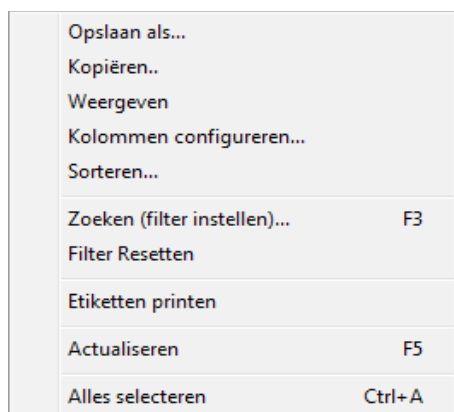 Opslaan als...
Kopiëren..
Weergeven
Kolommen configureren...
Sorteren...
Zoeken (filter instellen)... F3
Filter Resetten
Etiketten printen
Actualiseren F5
Alles selecteren Ctrl+A